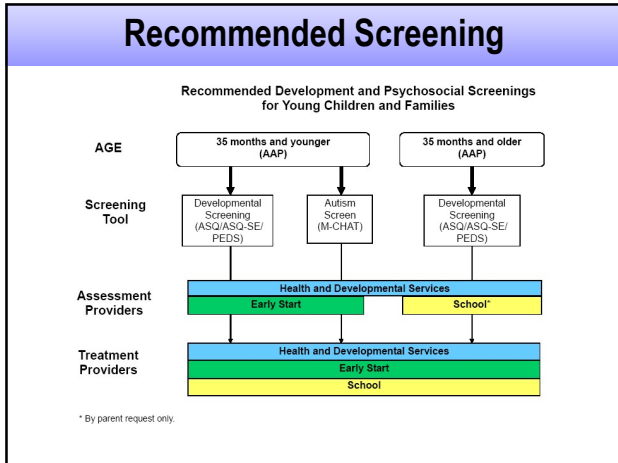 Recommended Screening
Recommended Development and Psychosocial Screenings
for Young Children and Families
AGE
35 months and younger
(AAP)
35 months and older
(AAP)
Screening
Tool
Developmental
Screening
(ASQ/ASQ-SE/
PEDS)
Autism
Screen
(M-CHAT)
Developmental
Screening
(ASQ/ASQ-SE/
PEDS)
Assessment
Providers
Health and Developmental Services
Early Start
School*
Treatment
Providers
Health and Developmental Services
Early Start
School
* By parent request only.